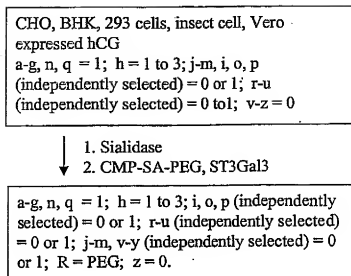 CHO, BHK, 293 cells, insect cell, Vero
expressed hCG
a-g, n, q = 1; h = 1 to 3; j-m, i, o, p
(independently selected) = 0 or 1; r-u
(independently selected) = 0 to1; v-z = 0
1. Sialidase
2. CMP-SA-PEG, ST3Gal3
a-g, n, q = 1; h = 1 to 3; i, o, p (independently
selected) = 0 or 1; r-u (independently selected)
= 0 or 1; j-m, v-y (independently selected) = 0
or 1; R = PEG; z = 0.